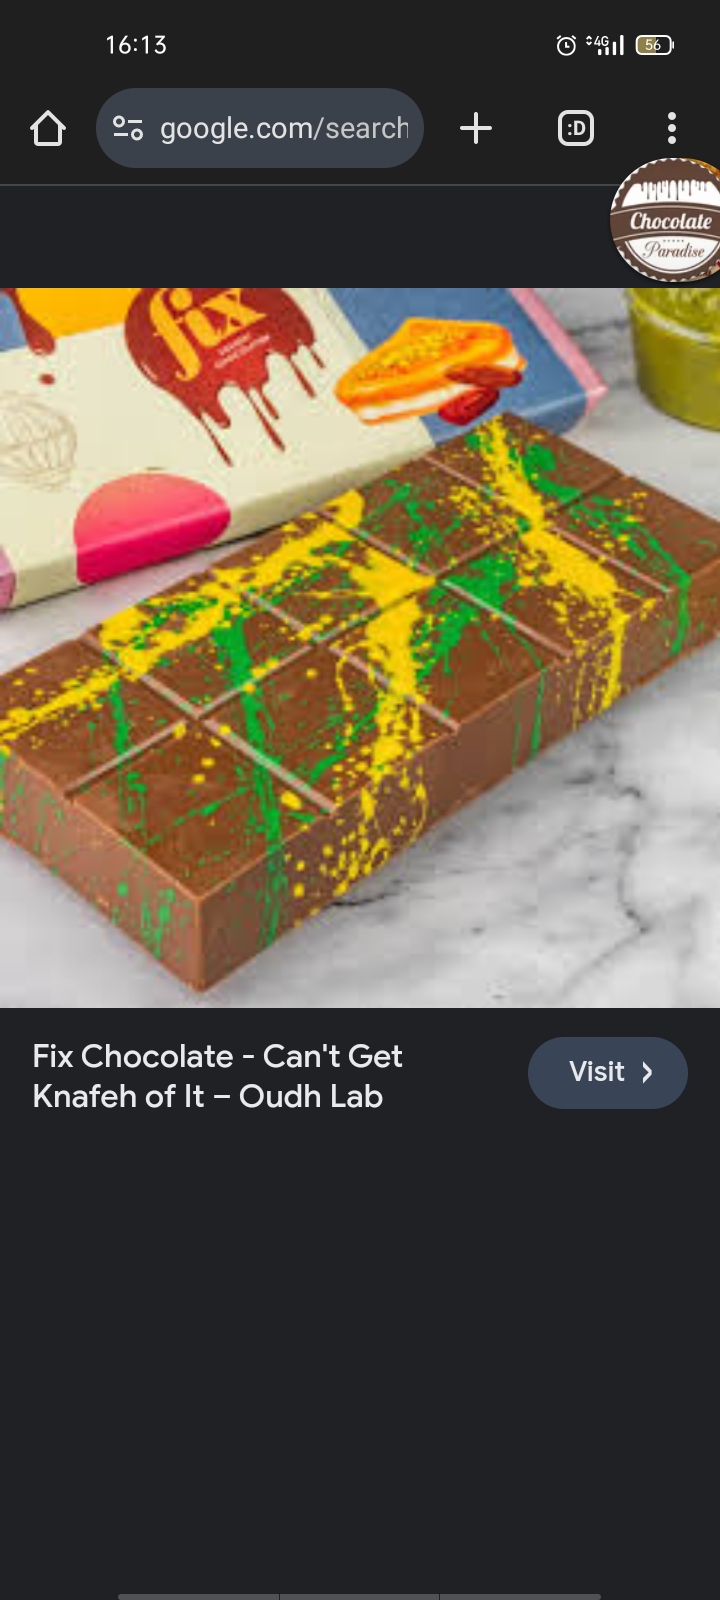 16:13
4G
56
google.com/search
:D
Chocolate
Paradise
fix
Fix Chocolate - Can't Get
Knafeh of It – Oudh Lab
Visit